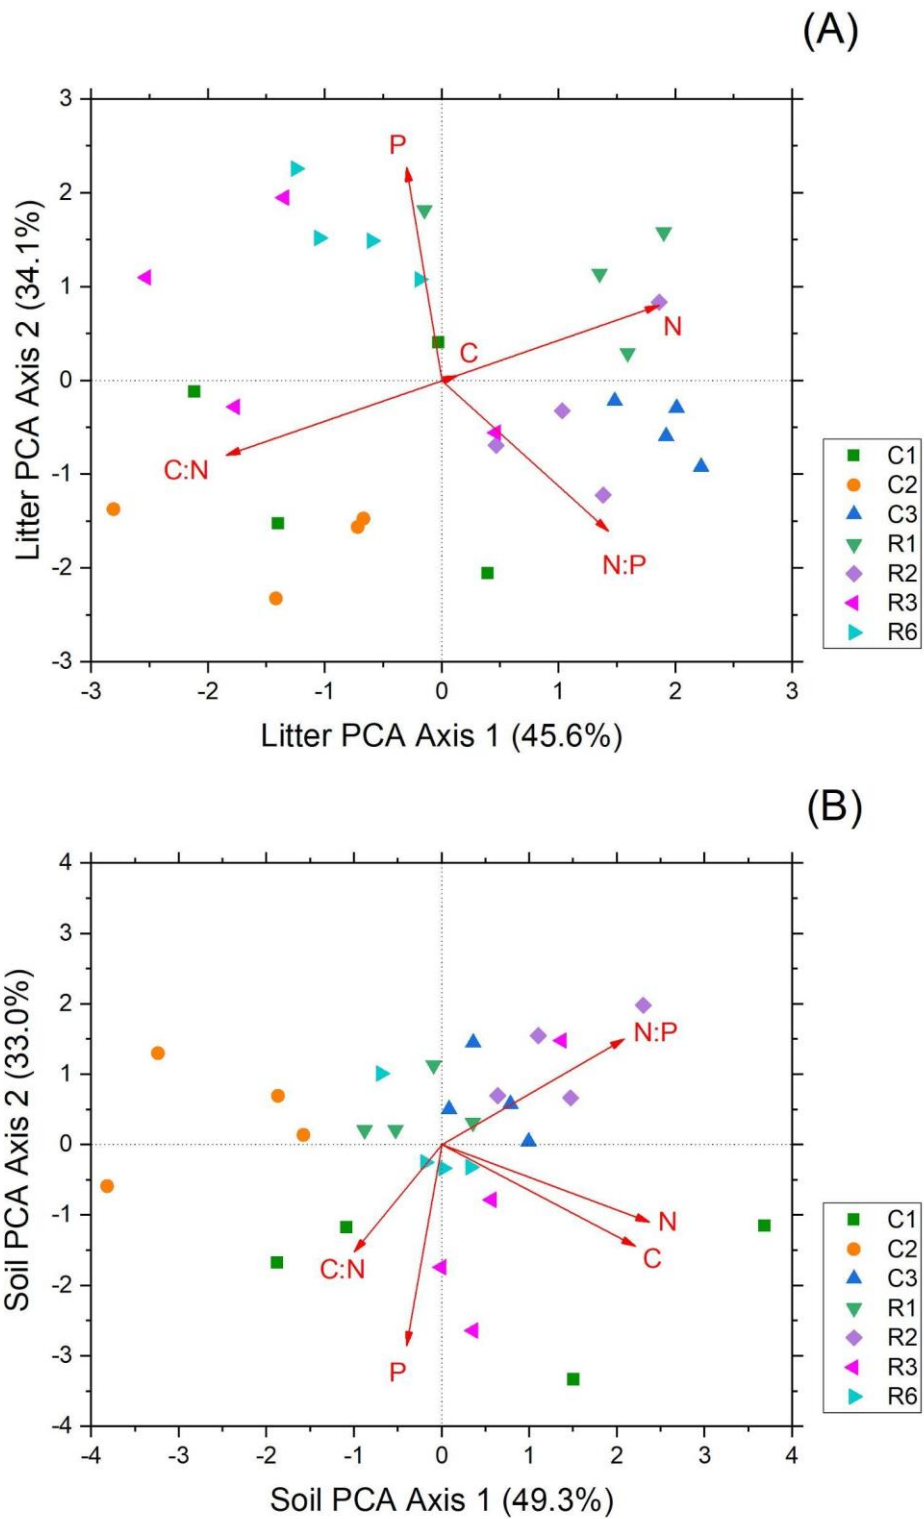 (A)
3
2
1
0
-1
-2
-3
Litter PCA Axis 2 (34.1%)
P
N
C
C:N
N:P
-3 -2 -1 0 1 2 3
Litter PCA Axis 1 (45.6%)
C1
C2
C3
R1
R2
R3
R6
(B)
4
3
2
1
0
-1
-2
-3
-4
Soil PCA Axis 2 (33.0%)
N:P
N
C
C:N
P
-4 -3 -2 -1 0 1 2 3 4
Soil PCA Axis 1 (49.3%)
C1
C2
C3
R1
R2
R3
R6